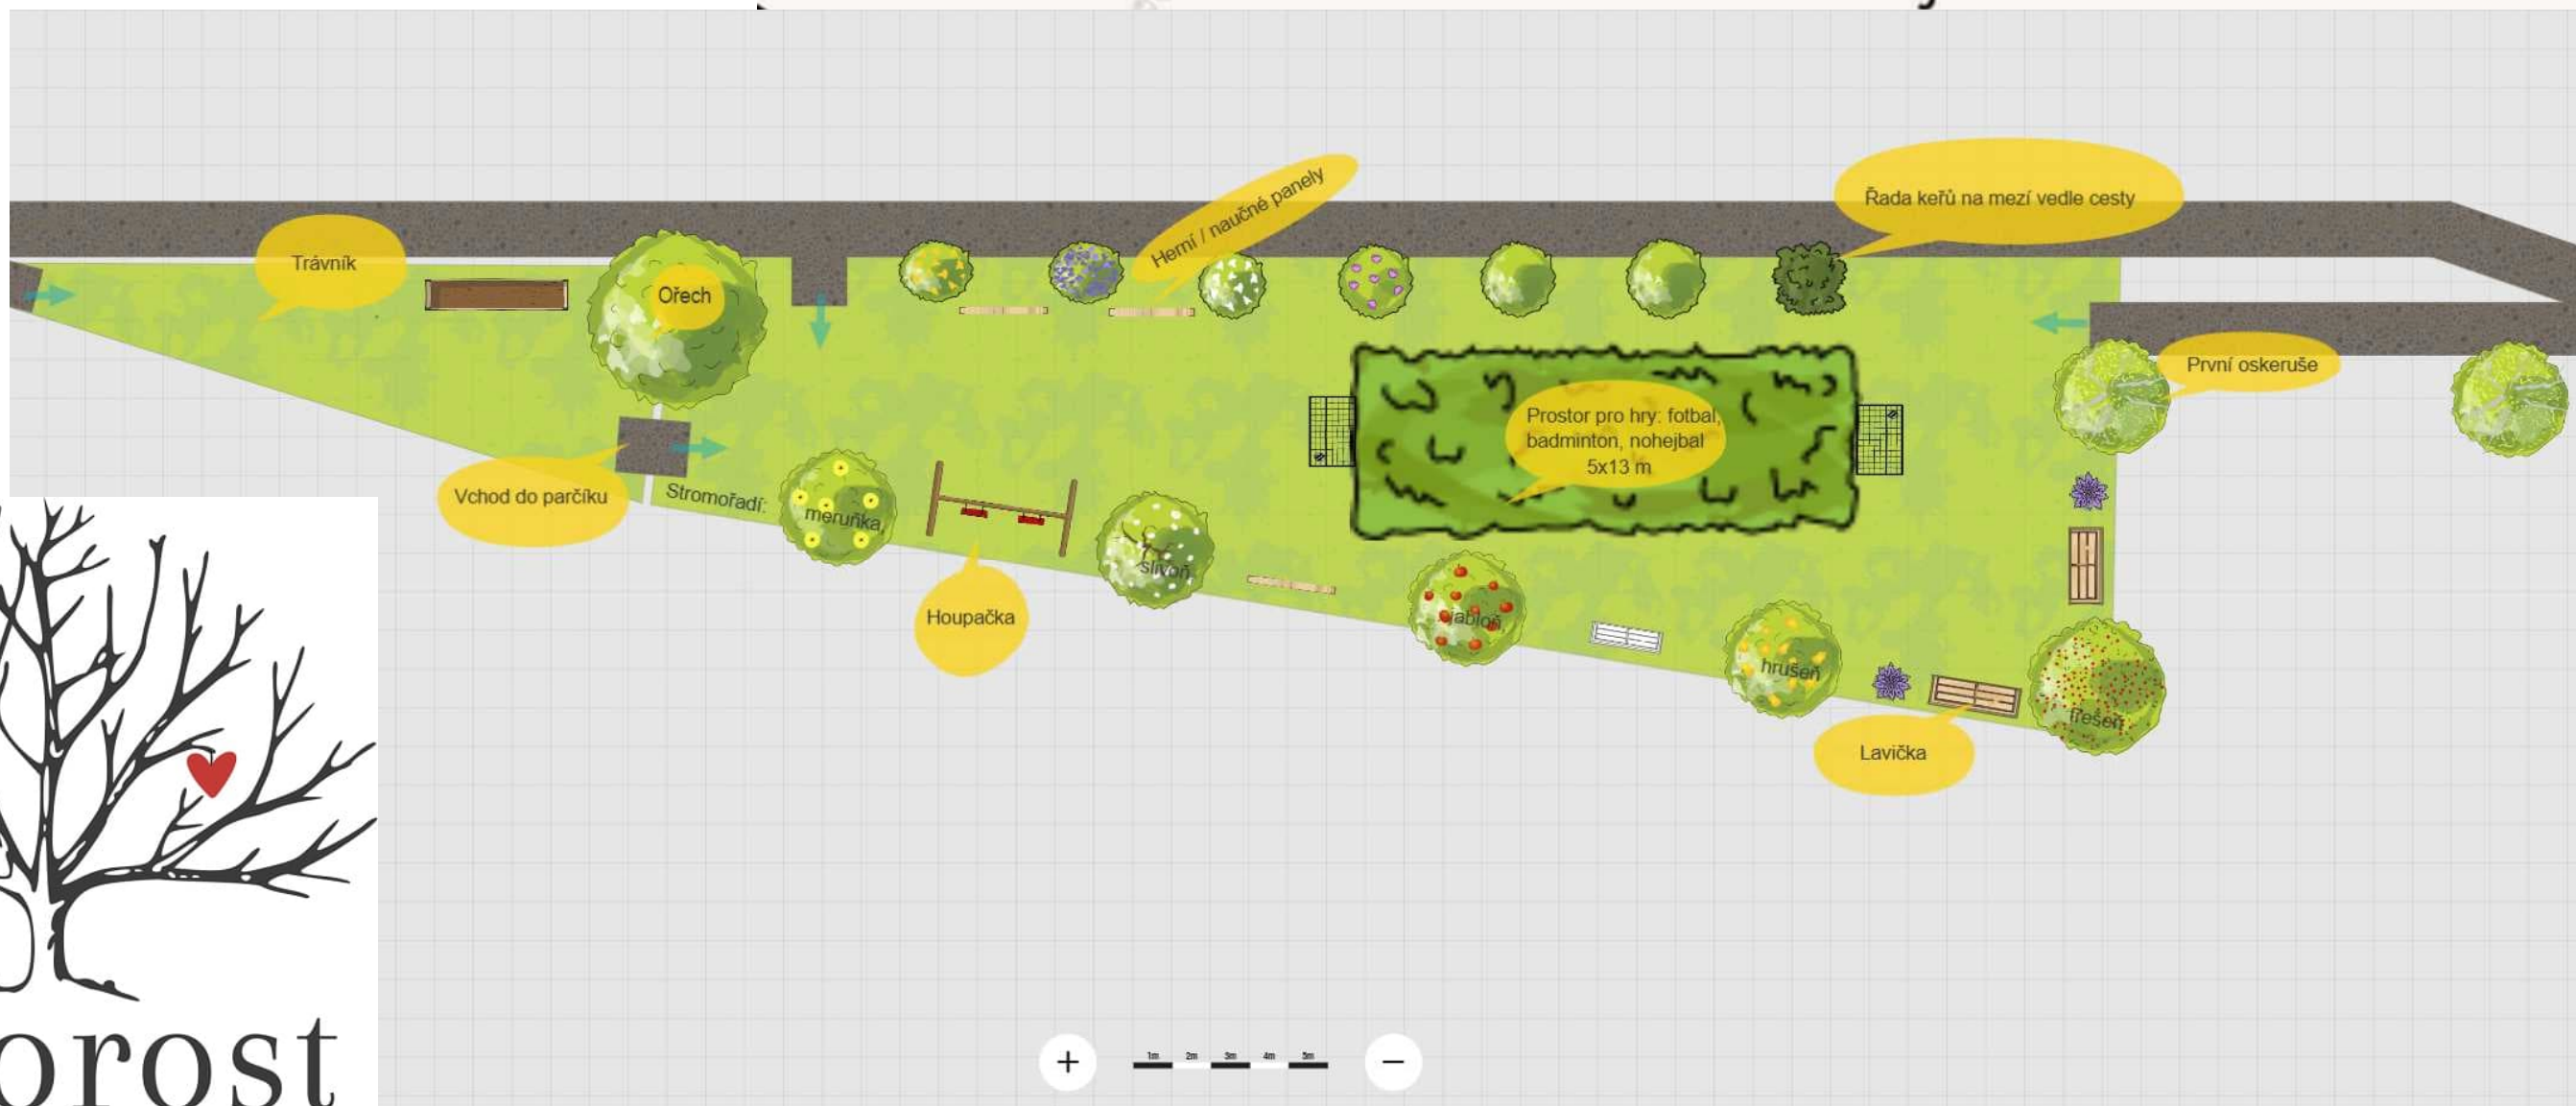 Herní / naučné panely
Řada keřů na mezí vedle cesty
Trávník
Ořech
První oskeruše
Prostor pro hry: fotbal,
badminton, nohejbal
5x13 m
Vchod do parčíku
Stromořadí:
meruňka,
slivoň,
Houpačka
jabloň,
hrušeň
třešeň
Lavička
orost
+
1m 2m 3m 4m 5m
−